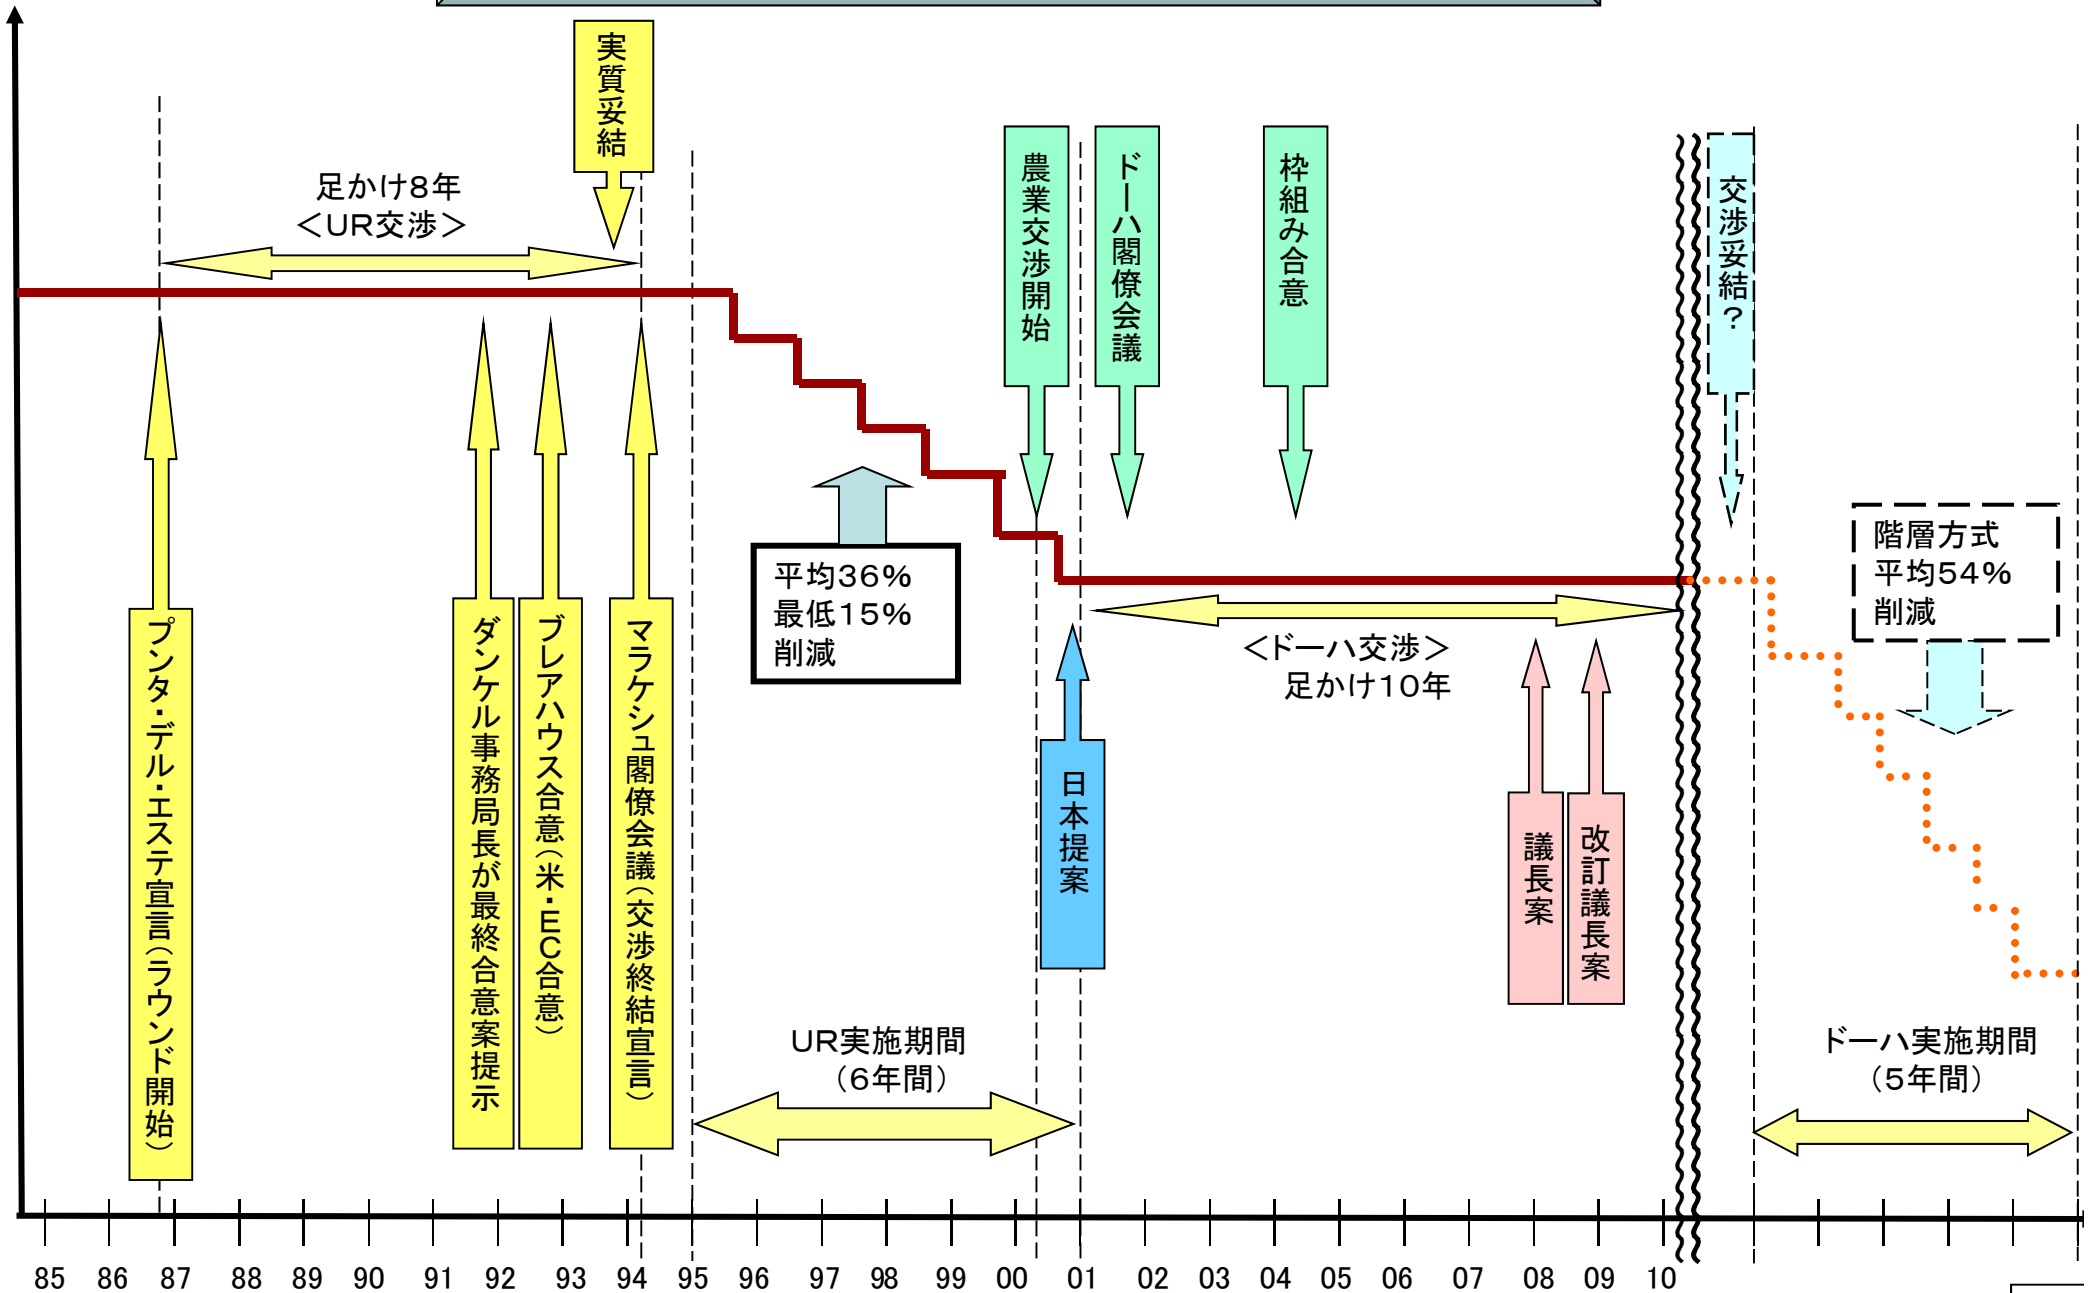 実質妥結
足かけ8年
＜UR交渉＞
農業交渉開始
ドーハ閣僚会議
枠組み合意
交渉妥結？
平均36%
最低15%
削減
階層方式
平均54%
削減
＜ドーハ交渉＞
足かけ10年
プンタ・デル・エステ宣言（ラウンド開始）
ダンケル事務局長が最終合意案提示
ブレアハウス合意（米・EC合意）
マラケシュ閣僚会議（交渉終結宣言）
日本提案
議長案
改訂議長案
UR実施期間
（6年間）
ドーハ実施期間
（5年間）
85 86 87 88 89 90 91 92 93 94 95 96 97 98 99 00 01 02 03 04 05 06 07 08 09 10